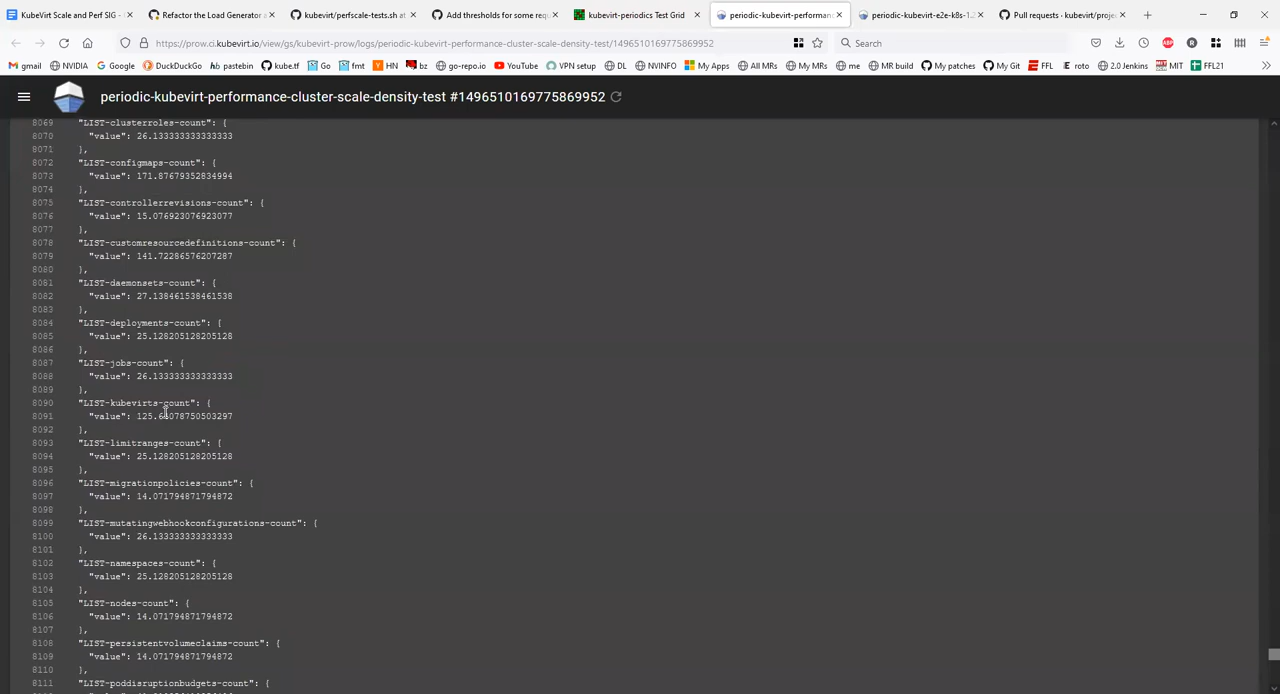 KubeVirt Scale and Perf SIG -
Refactor the Load Generator a
kubevirt/perfscale-tests.sh at
Add thresholds for some requ
kubevirt-periodics Test Grid
periodic-kubevirt-performanc
periodic-kubevirt-e2e-k8s-1.2
Pull requests · kubevirt/proje
https://prow.ci.kubevirt.io/view/gs/kubevirt-prow/logs/periodic-kubevirt-performance-cluster-scale-density-test/1496510169775869952
Search
gmail NVIDIA Google DuckDuckGo pastebin kube.tf Go fmt HN bz go-repo.io YouTube VPN setup DL NVINFO My Apps All MRs My MRs me MR build My patches My Git FFL roto 2.0 Jenkins MIT FFL21
periodic-kubevirt-performance-cluster-scale-density-test #1496510169775869952
8069 "LIST-clusterroles-count": {
8070 "value": 26.133333333333333
8071 },
8072 "LIST-configmaps-count": {
8073 "value": 171.87679352834994
8074 },
8075 "LIST-controllerrevisions-count": {
8076 "value": 15.076923076923077
8077 },
8078 "LIST-customresourcedefinitions-count": {
8079 "value": 141.72286576207287
8080 },
8081 "LIST-daemonsets-count": {
8082 "value": 27.138461538461538
8083 },
8084 "LIST-deployments-count": {
8085 "value": 25.128205128205128
8086 },
8087 "LIST-jobs-count": {
8088 "value": 26.133333333333333
8089 },
8090 "LIST-kubevirts-count": {
8091 "value":
8092 },
8093 "LIST-limitranges-count": {
8094 "value": 25.128205128205128
8095 },
8096 "LIST-migrationpolicies-count": {
8097 "value": 14.071794871794872
8098 },
8099 "LIST-mutatingwebhookconfigurations-count": {
8100 "value": 26.133333333333333
8101 },
8102 "LIST-namespaces-count": {
8103 "value": 25.128205128205128
8104 },
8105 "LIST-nodes-count": {
8106 "value": 14.071794871794872
8107 },
8108 "LIST-persistentvolumeclaims-count": {
8109 "value": 14.071794871794872
8110 },
8111 "LIST-poddisruptionbudgets-count": {